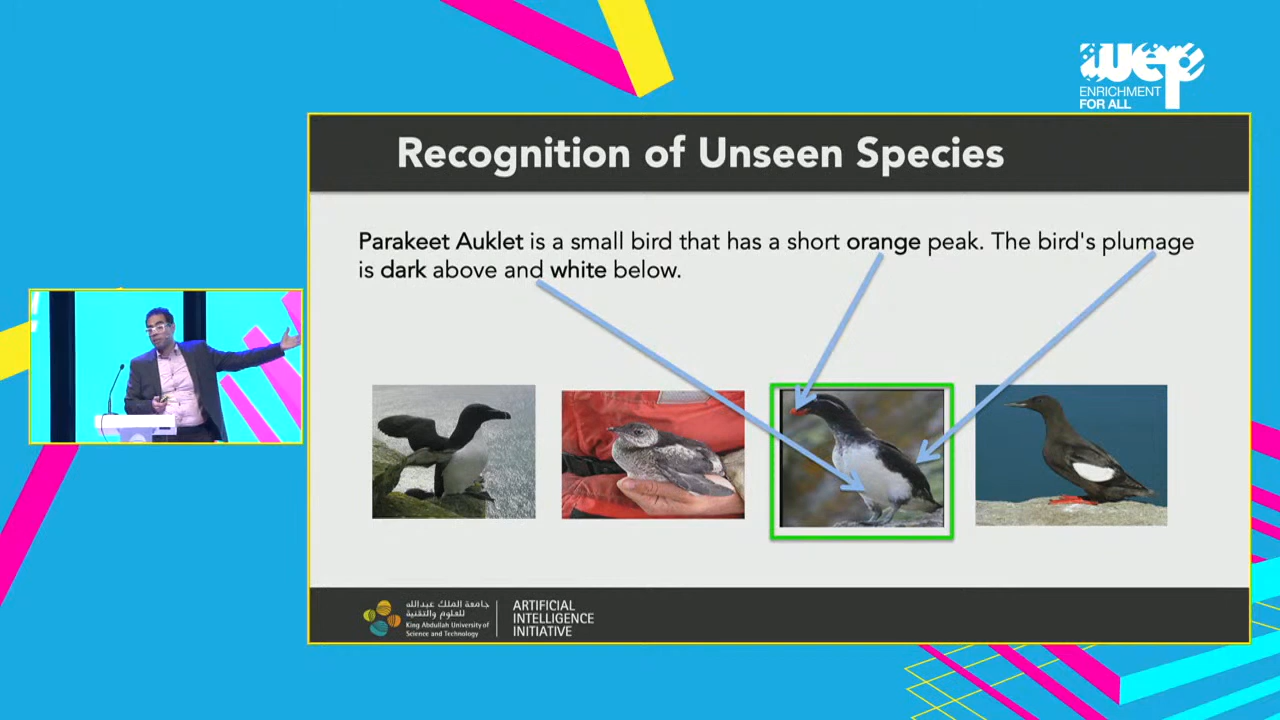 wep
ENRICHMENT
FOR ALL
Recognition of Unseen Species
Parakeet Auklet is a small bird that has a short orange peak. The bird's plumage
is dark above and white below.
جامعة الملك عبدالله
للعلوم والتقنية
King Abdullah University of
Science and Technology
ARTIFICIAL
INTELLIGENCE
INITIATIVE